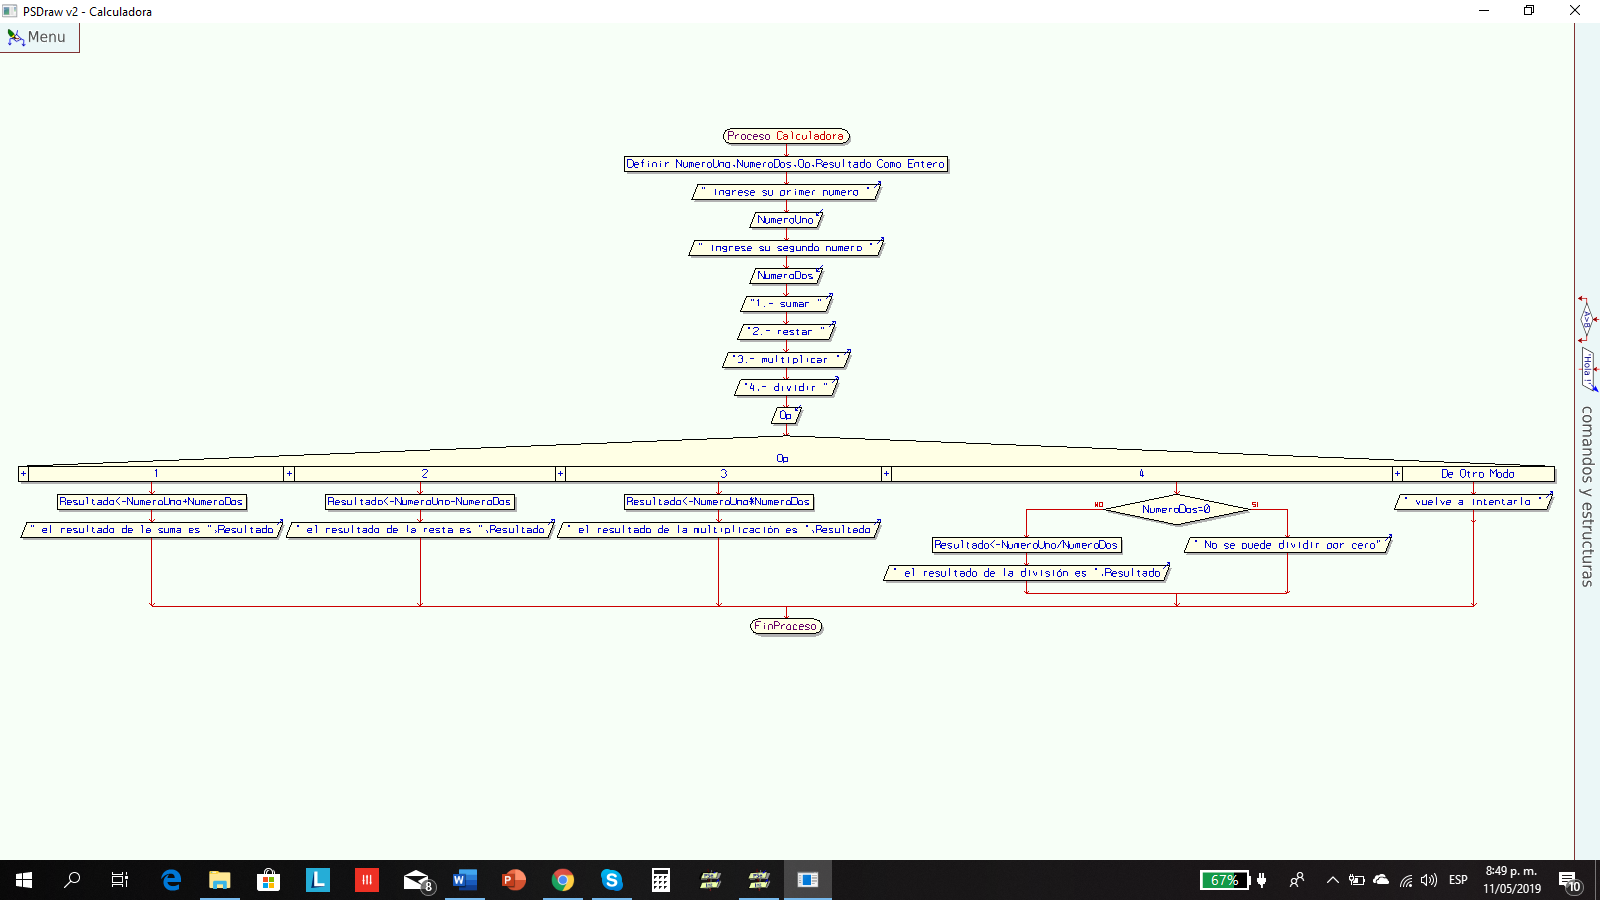 PSDraw v2 - Calculadora
Menu
Proceso Calculadora
Definir NumeroUno,NumeroDos,Op,Resultado Como Entero
" Ingrese su primer numero "
NumeroUno
" Ingrese su segundo numero "
NumeroDos
"1.- sumar "
"2.- restar "
"3.- multiplicar "
"4.- dividir "
Op
Op
+ 1 + 2 + 3 + 4 + De Otro Modo
Resultado<-NumeroUno+NumeroDos
Resultado<-NumeroUno-NumeroDos
Resultado<-NumeroUno*NumeroDos
NO NumeroDos=0 SI
" vuelve a intentarlo "
" el resultado de la suma es ",Resultado
" el resultado de la resta es ",Resultado
" el resultado de la multiplicación es ",Resultado
Resultado<-NumeroUno/NumeroDos
" No se puede dividir por cero"
" el resultado de la división es ",Resultado
FinProceso
A>B
'Hola !'
comandos y estructuras
8
67%
ESP
8:49 p. m.
11/05/2019
10